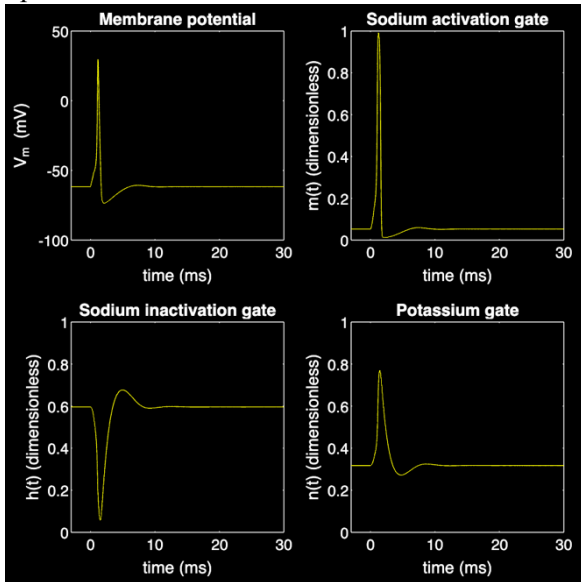 Membrane potential
50
0
-50
-100
V_m (mV)
0 10 20 30
time (ms)
Sodium activation gate
1
0.8
0.6
0.4
0.2
0
m(t) (dimensionless)
0 10 20 30
time (ms)
Sodium inactivation gate
1
0.8
0.6
0.4
0.2
0
h(t) (dimensionless)
0 10 20 30
time (ms)
Potassium gate
1
0.8
0.6
0.4
0.2
0
n(t) (dimensionless)
0 10 20 30
time (ms)